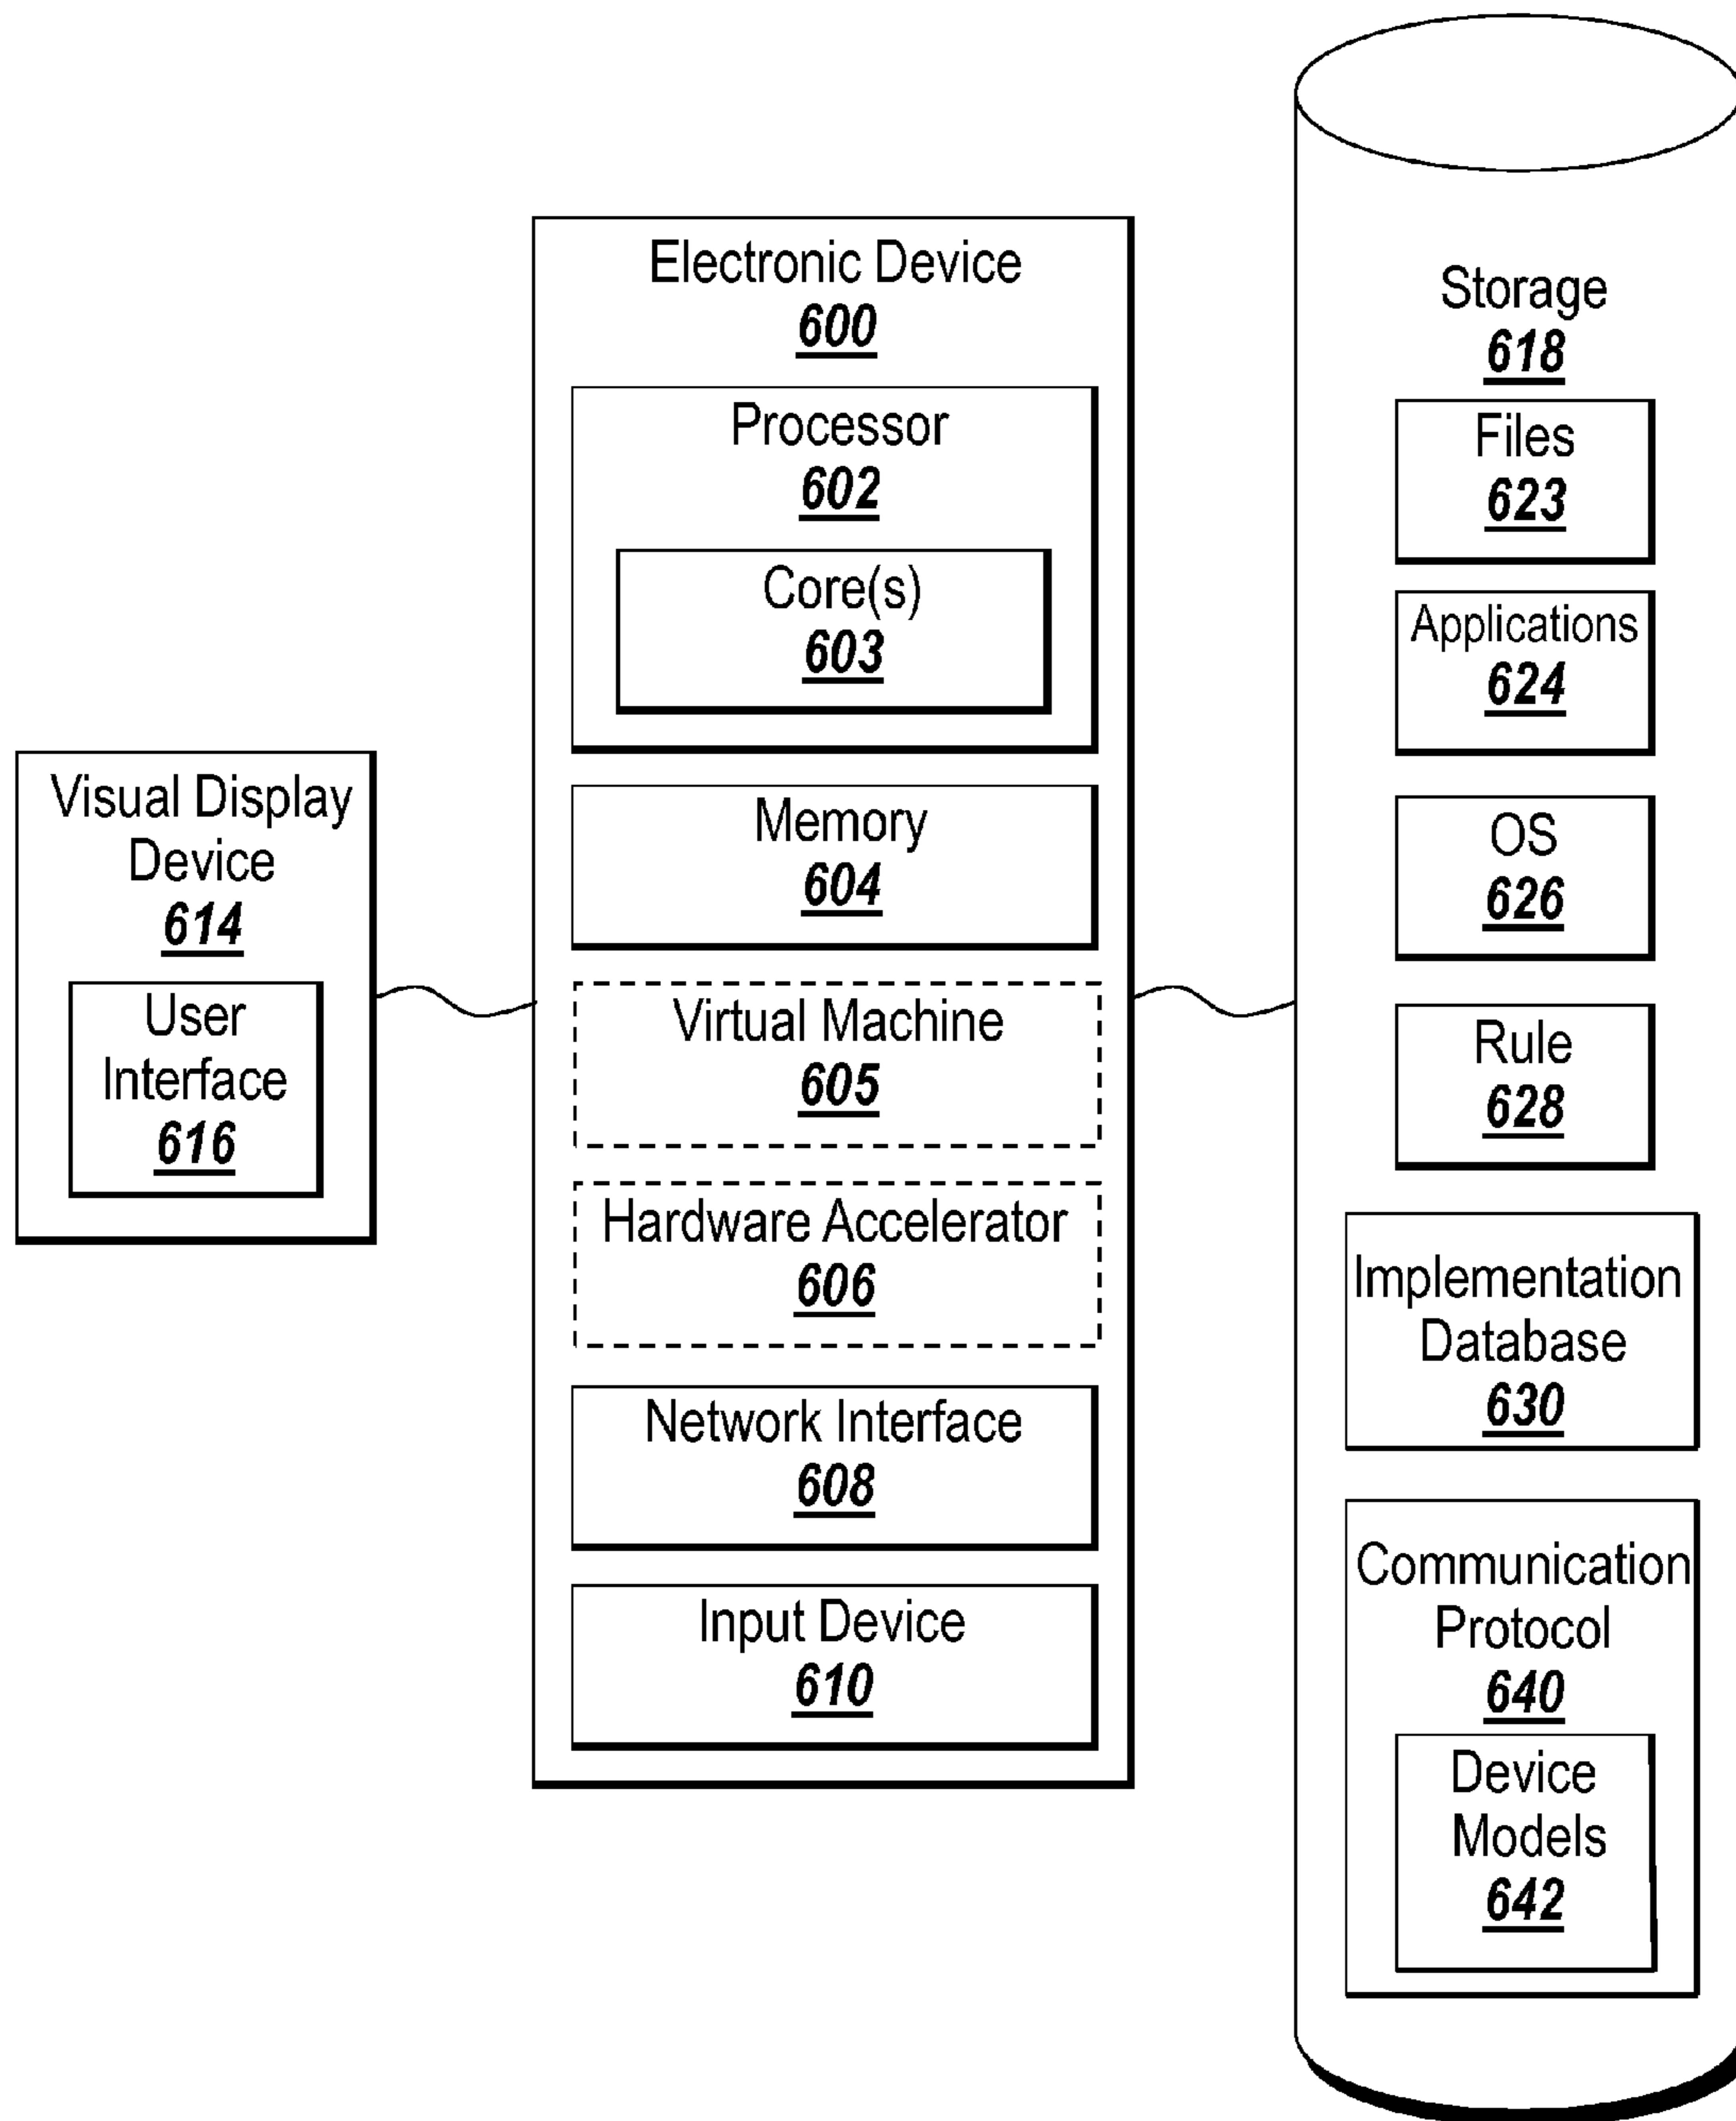 Visual Display
Device
614
User
Interface
616
Electronic Device
600
Processor
602
Core(s)
603
Memory
604
Virtual Machine
605
Hardware Accelerator
606
Network Interface
608
Input Device
610
Storage
618
Files
623
Applications
624
OS
626
Rule
628
Implementation
Database
630
Communication
Protocol
640
Device
Models
642